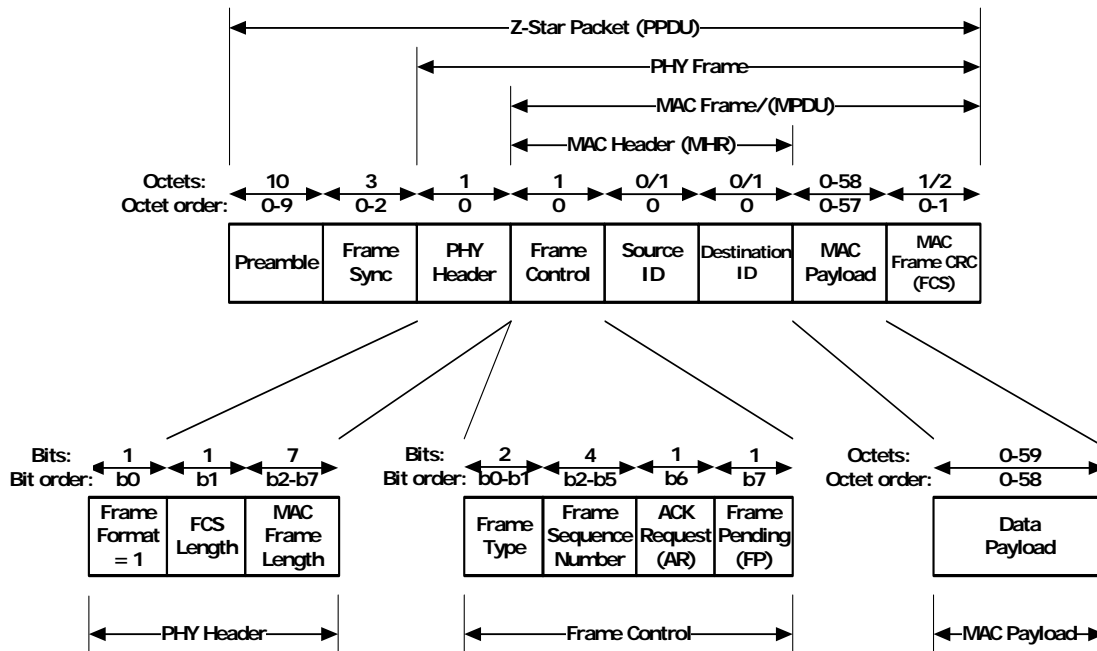 Z-Star Packet (PPDU)
PHY Frame
MAC Frame/(MPDU)
MAC Header (MHR)
Octets: 10 3 1 1 0/1 0/1 0-58 1/2
Octet order: 0-9 0-2 0 0 0 0 0-57 0-1
Preamble
Frame
Sync
PHY
Header
Frame
Control
Source
ID
Destination
ID
MAC
Payload
MAC
Frame CRC
(FCS)
Bits: 1 1 7
Bit order: b0 b1 b2-b7
Frame
Format
= 1
FCS
Length
MAC
Frame
Length
PHY Header
Bits: 2 4 1 1
Bit order: b0-b1 b2-b5 b6 b7
Frame
Type
Frame
Sequence
Number
ACK
Request
(AR)
Frame
Pending
(FP)
Frame Control
Octets: 0-59
Octet order: 0-58
Data
Payload
MAC Payload